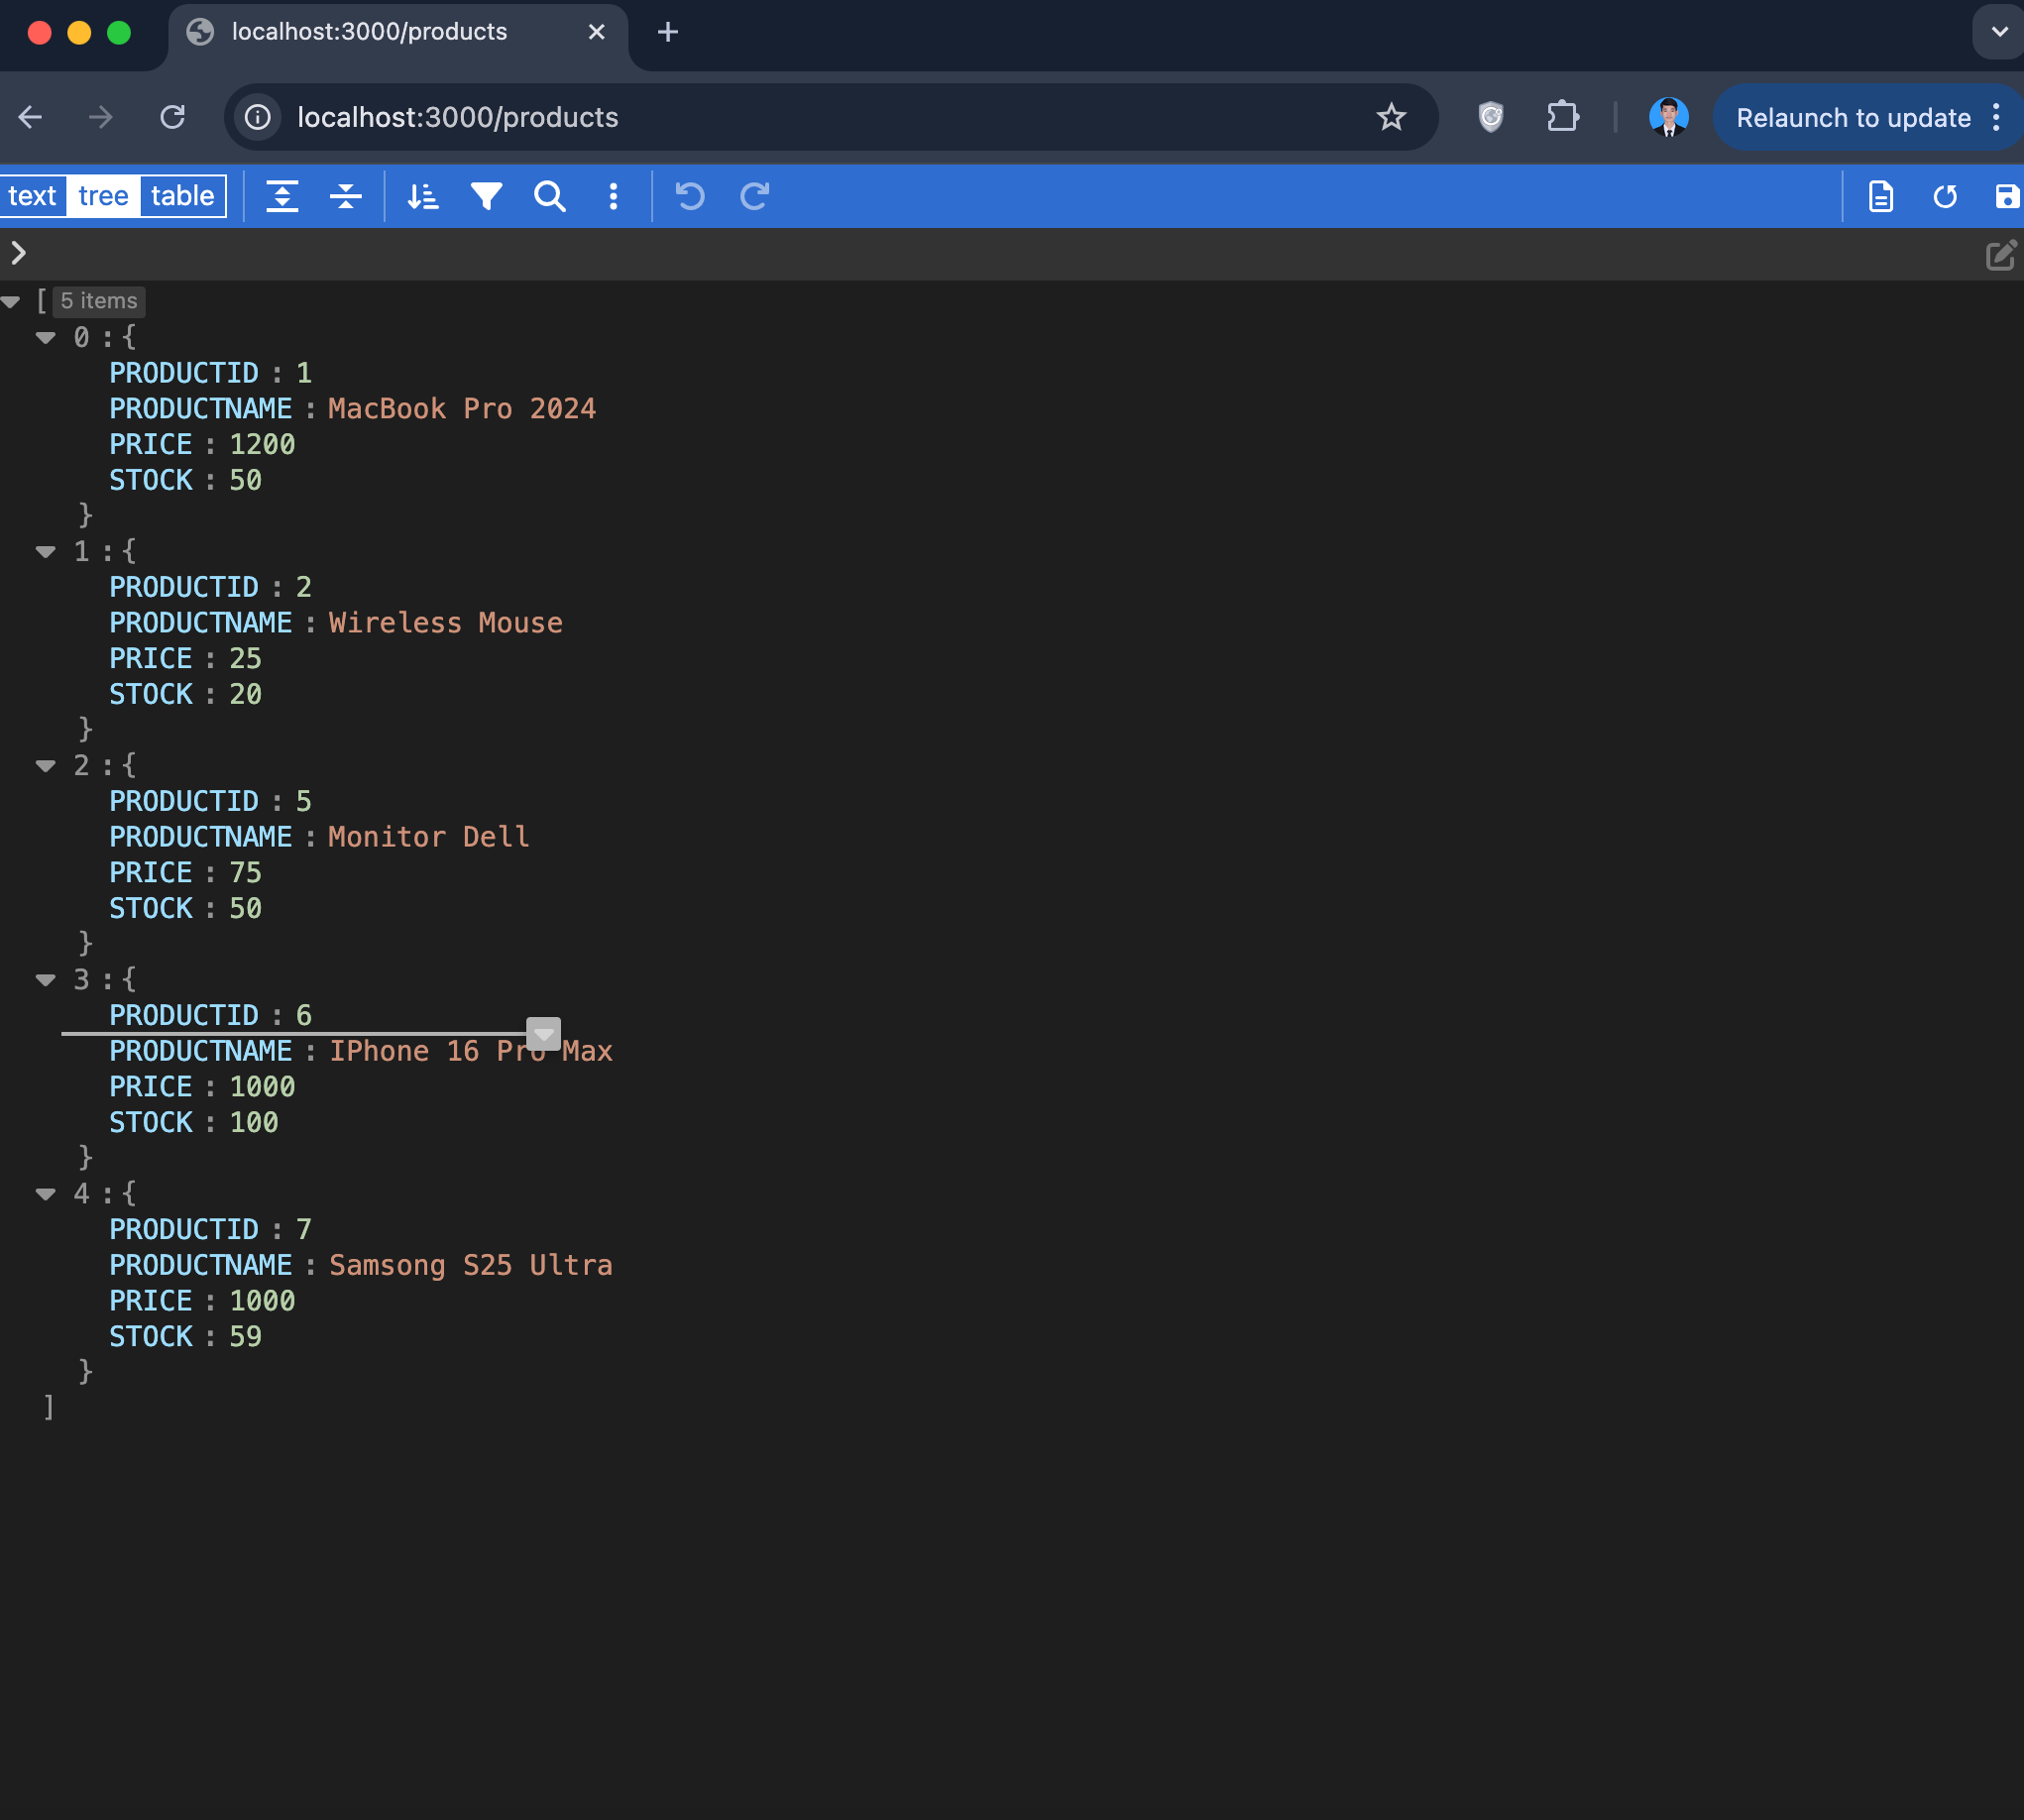 localhost:3000/products
localhost:3000/products
Relaunch to update
text tree table
[ 5 items
0 : {
PRODUCTID : 1
PRODUCTNAME : MacBook Pro 2024
PRICE : 1200
STOCK : 50
}
1 : {
PRODUCTID : 2
PRODUCTNAME : Wireless Mouse
PRICE : 25
STOCK : 20
}
2 : {
PRODUCTID : 5
PRODUCTNAME : Monitor Dell
PRICE : 75
STOCK : 50
}
3 : {
PRODUCTID : 6
PRODUCTNAME : IPhone 16 Pro Max
PRICE : 1000
STOCK : 100
}
4 : {
PRODUCTID : 7
PRODUCTNAME : Samsong S25 Ultra
PRICE : 1000
STOCK : 59
}
]